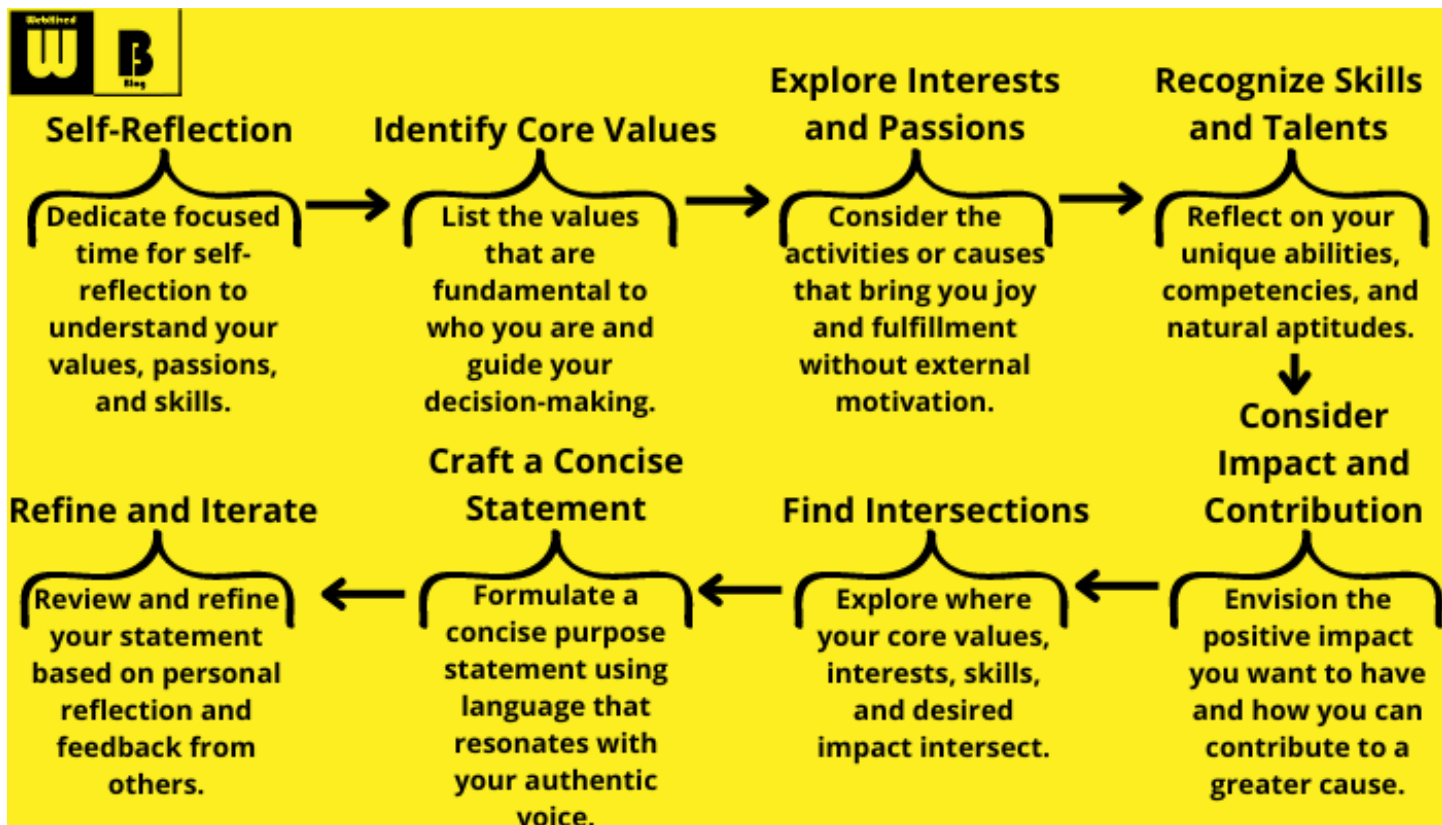 WebHived
W
B
Blog
Self-Reflection
Dedicate focused
time for self-
reflection to
understand your
values, passions,
and skills.
Identify Core Values
List the values
that are
fundamental to
who you are and
guide your
decision-making.
Explore Interests
and Passions
Consider the
activities or causes
that bring you joy
and fulfillment
without external
motivation.
Recognize Skills
and Talents
Reflect on your
unique abilities,
competencies, and
natural aptitudes.
Consider
Impact and
Contribution
Envision the
positive impact
you want to have
and how you can
contribute to a
greater cause.
Find Intersections
Explore where
your core values,
interests, skills,
and desired
impact intersect.
Craft a Concise
Statement
Formulate a
concise purpose
statement using
language that
resonates with
your authentic
voice.
Refine and Iterate
Review and refine
your statement
based on personal
reflection and
feedback from
others.